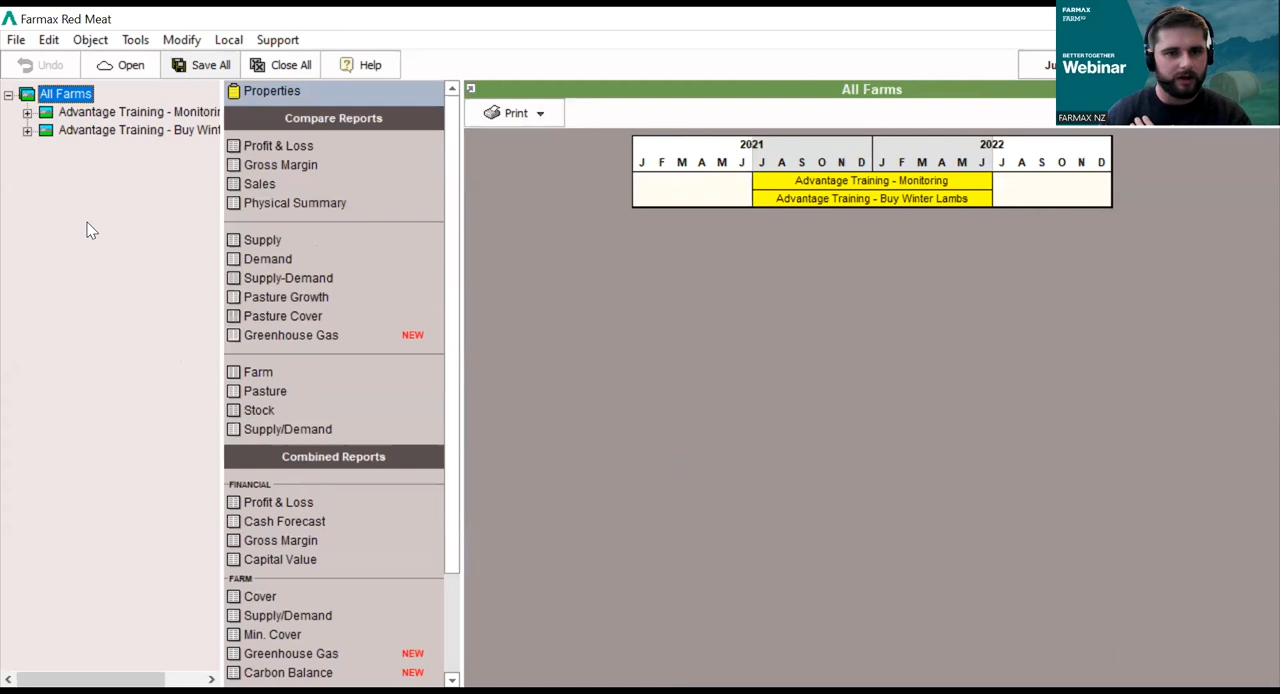 Farmax Red Meat
File Edit Object Tools Modify Local Support
Undo Open Save All Close All Help Ju
FARMAX
FARMIQ
BETTER TOGETHER
Webinar
FARMAX NZ
All Farms
Advantage Training - Monitorin
Advantage Training - Buy Wint
Properties
Compare Reports
Profit & Loss
Gross Margin
Sales
Physical Summary
Supply
Demand
Supply-Demand
Pasture Growth
Pasture Cover
Greenhouse Gas NEW
Farm
Pasture
Stock
Supply/Demand
Combined Reports
FINANCIAL
Profit & Loss
Cash Forecast
Gross Margin
Capital Value
FARM
Cover
Supply/Demand
Min. Cover
Greenhouse Gas NEW
Carbon Balance NEW
All Farms
Print
2021 2022
J F M A M J J A S O N D J F M A M J J A S O N D
Advantage Training - Monitoring
Advantage Training - Buy Winter Lambs